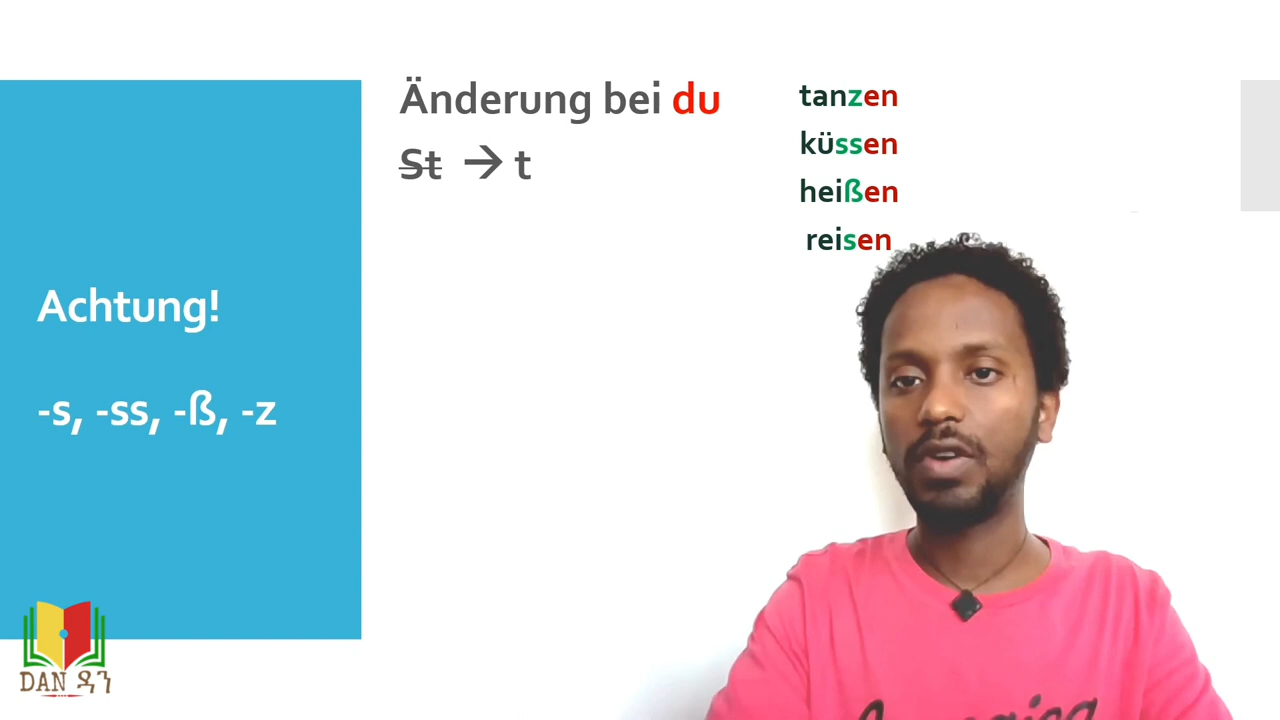 Änderung bei du
St → t
tanzen
küssen
heißen
reisen
Achtung!
-s, -ss, -ß, -z
DAN ዳን